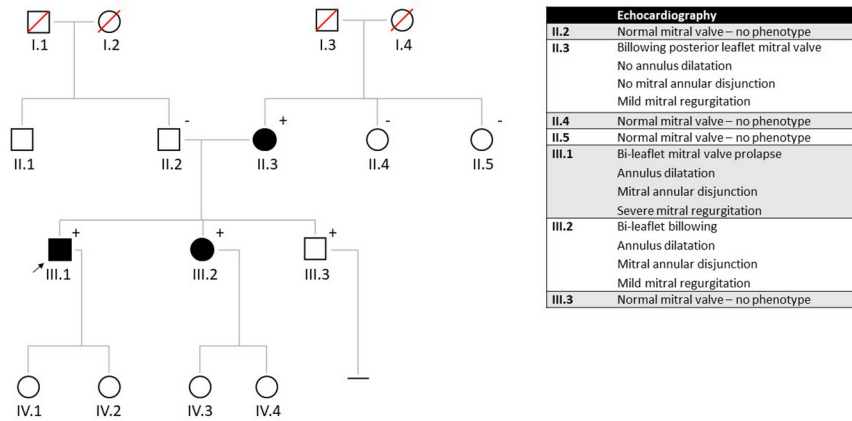 I.1 I.2 I.3 I.4
- + - -
II.1 II.2 II.3 II.4 II.5
+ + +
III.1 III.2 III.3
IV.1 IV.2 IV.3 IV.4
Echocardiography
II.2 Normal mitral valve – no phenotype
II.3 Billowing posterior leaflet mitral valve
No annulus dilatation
No mitral annular disjunction
Mild mitral regurgitation
II.4 Normal mitral valve – no phenotype
II.5 Normal mitral valve – no phenotype
III.1 Bi-leaflet mitral valve prolapse
Annulus dilatation
Mitral annular disjunction
Severe mitral regurgitation
III.2 Bi-leaflet billowing
Annulus dilatation
Mitral annular disjunction
Mild mitral regurgitation
III.3 Normal mitral valve – no phenotype